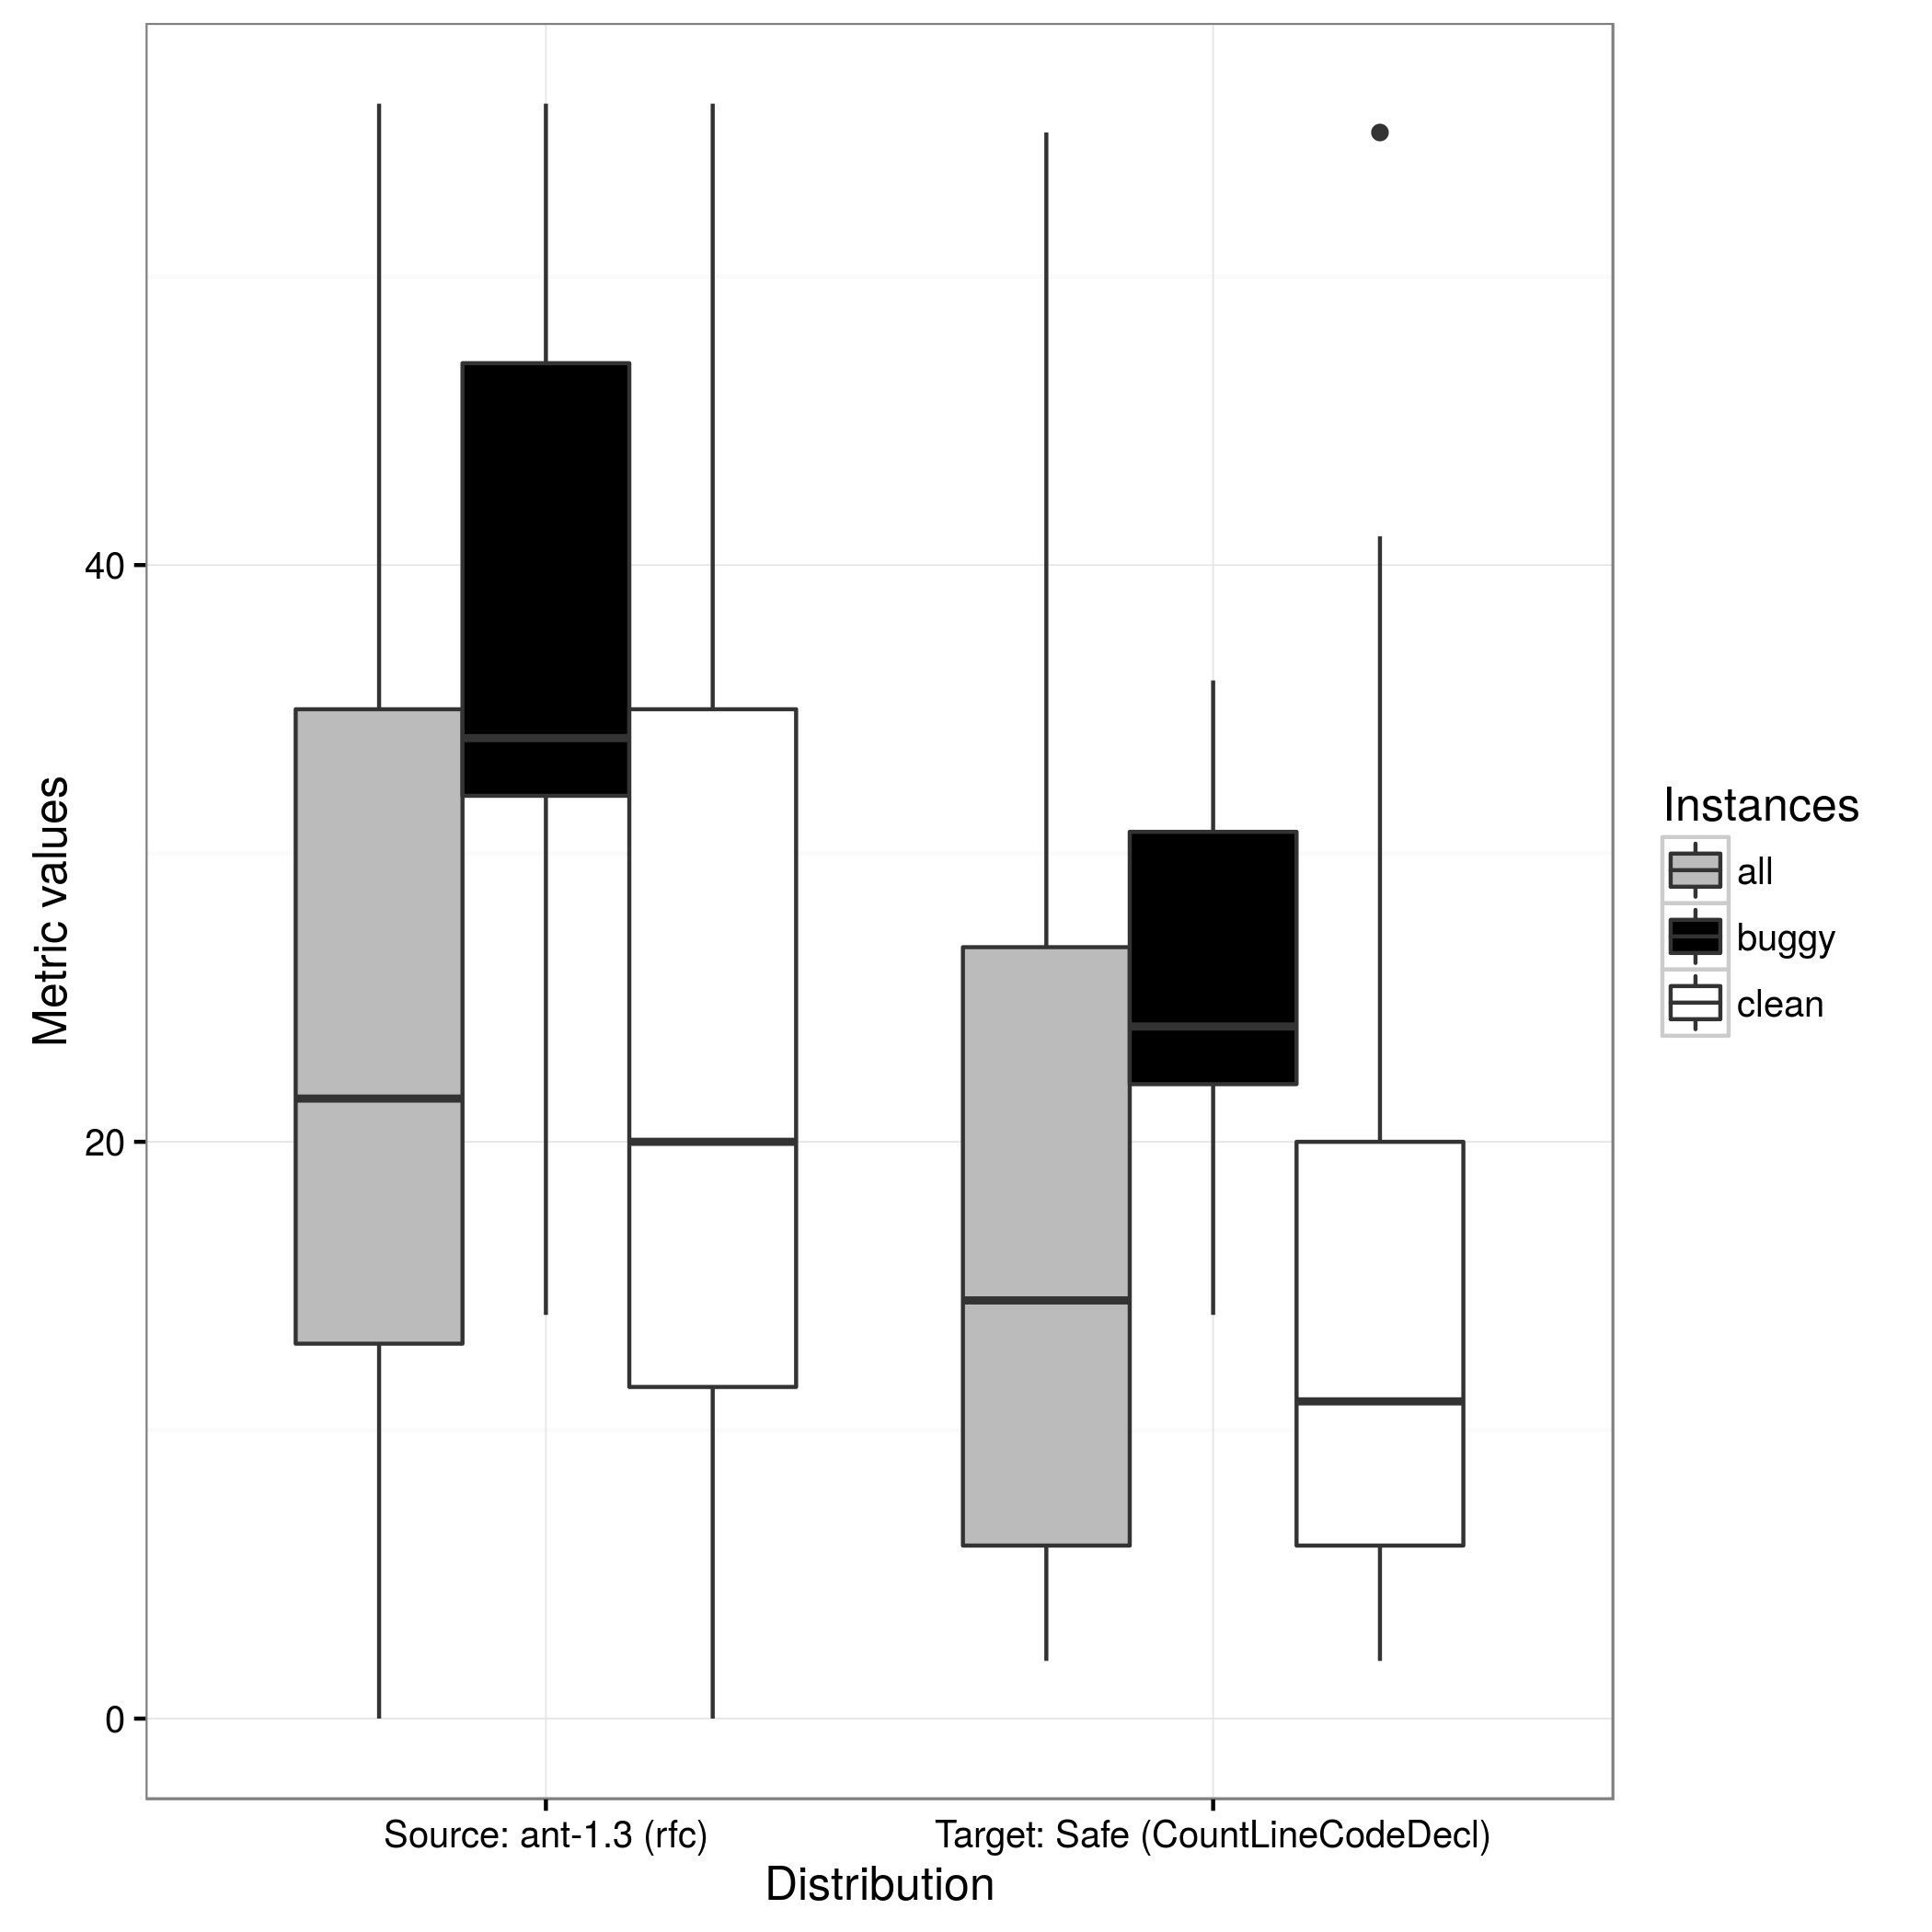 Metric values
40
20
0
Source: ant-1.3 (rfc)
Target: Safe (CountLineCodeDecl)
Distribution
Instances
all
buggy
clean